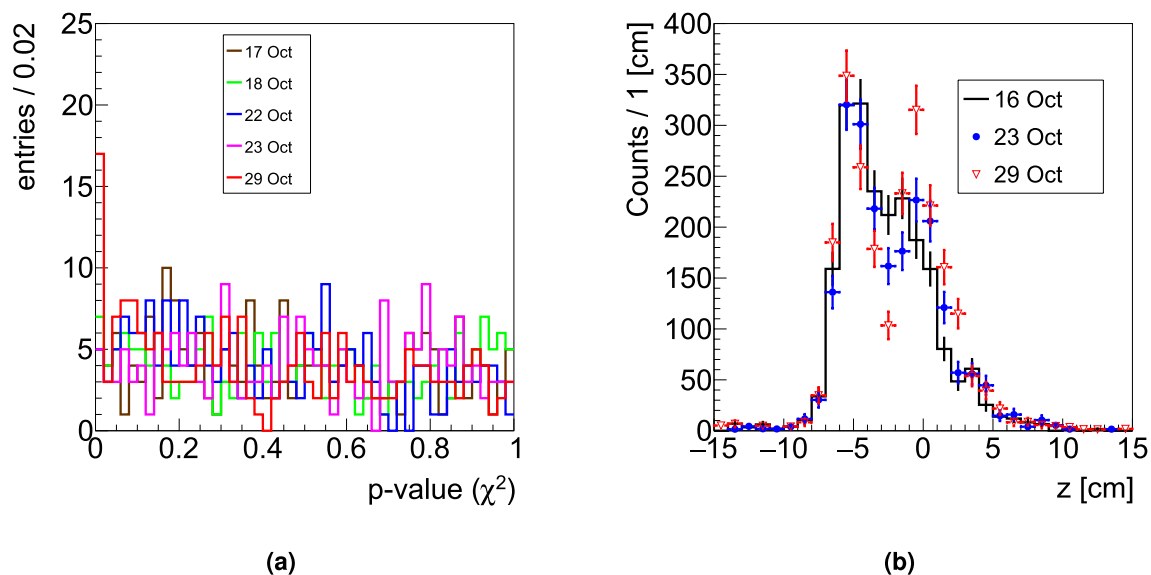 entries / 0.02
25
20
15
10
5
0
17 Oct
18 Oct
22 Oct
23 Oct
29 Oct
0
0.2
0.4
0.6
0.8
1
p-value (χ²)
(a)
Counts / 1 [cm]
400
350
300
250
200
150
100
50
0
16 Oct
23 Oct
29 Oct
−15
−10
−5
0
5
10
15
z [cm]
(b)